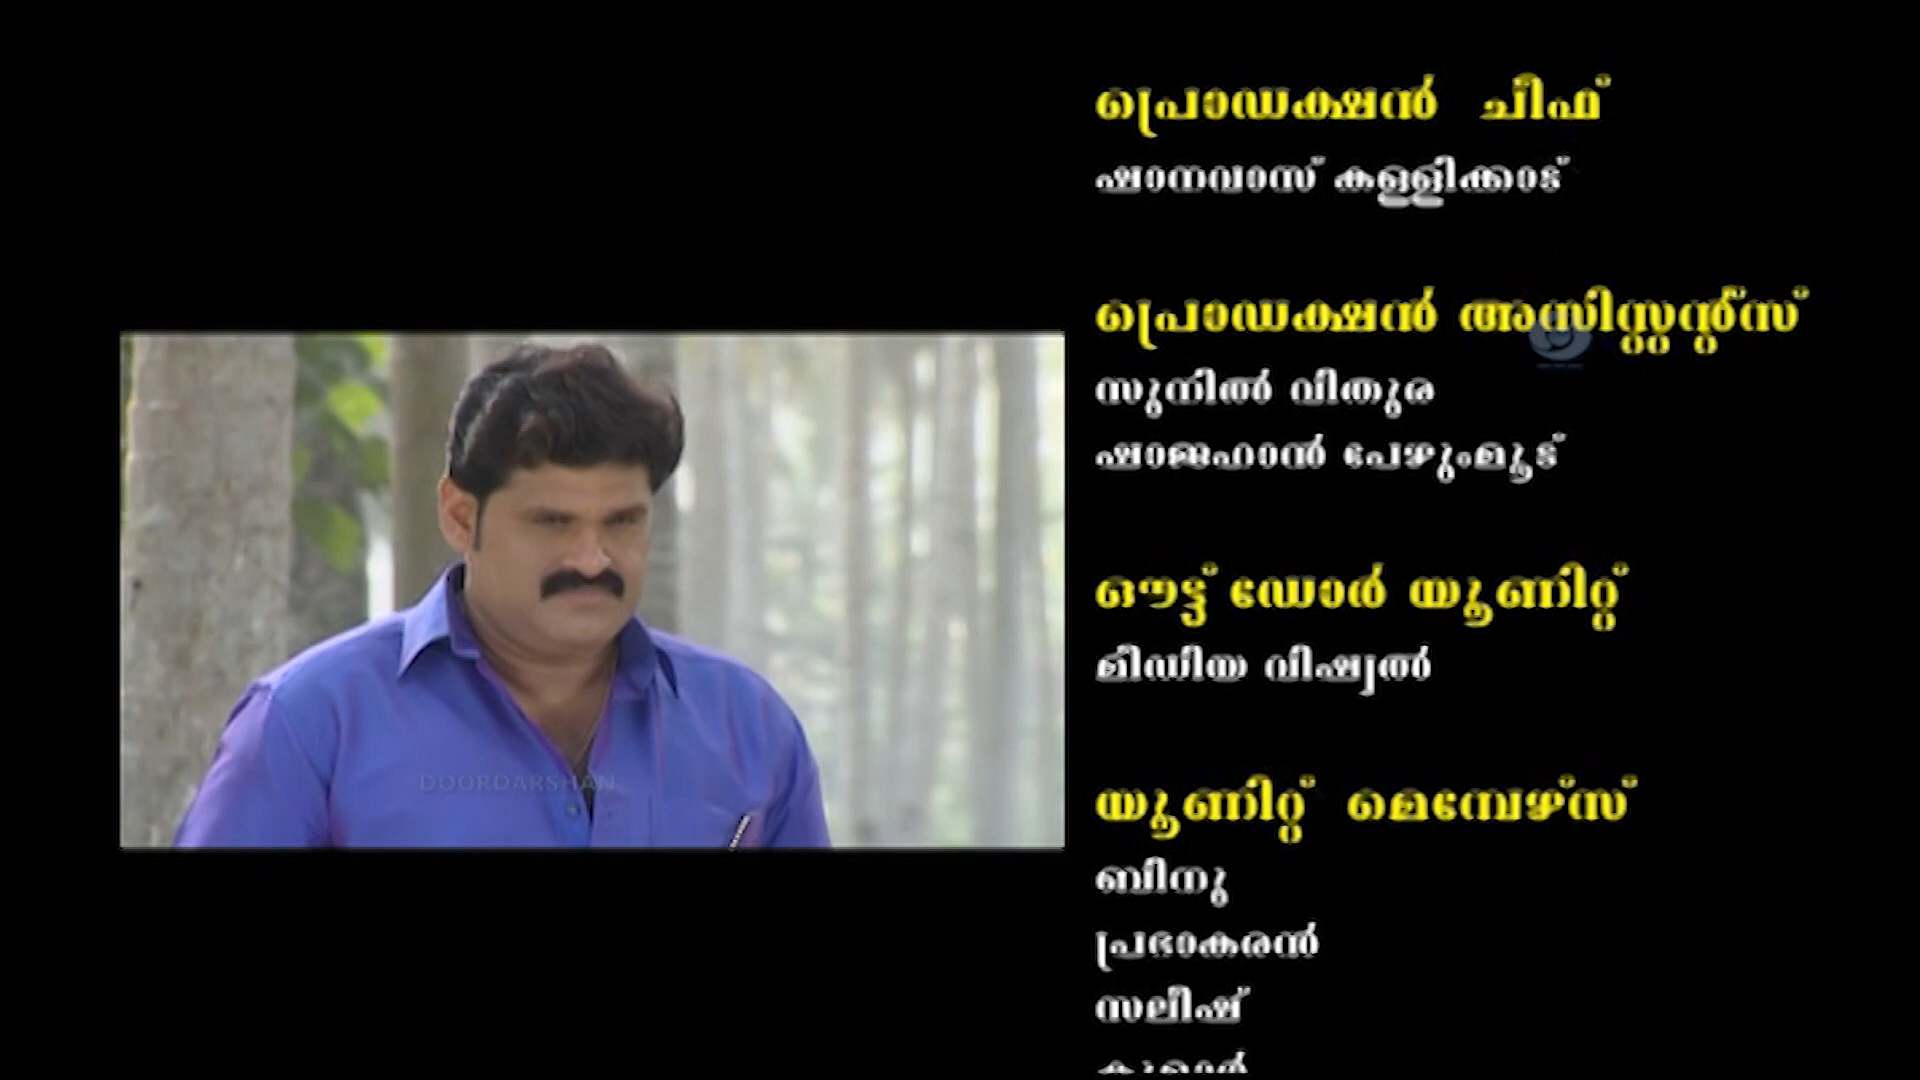 പ്രൊഡക്ഷൻ ചീഫ്
ഷാനവാസ് കള്ളിക്കാട്
പ്രൊഡക്ഷൻ അസിസ്റ്റന്റ്സ്
സുനിൽ വിതുര
ഷാജഹാൻ പേഴുംമൂട്
ഔട്ട് ഡോർ യൂണിറ്റ്
മീഡിയ വിഷ്വൽ
യൂണിറ്റ് മെമ്പേഴ്സ്
ബിനു
പ്രഭാകരൻ
സലീഷ്
DOORDARSHAN